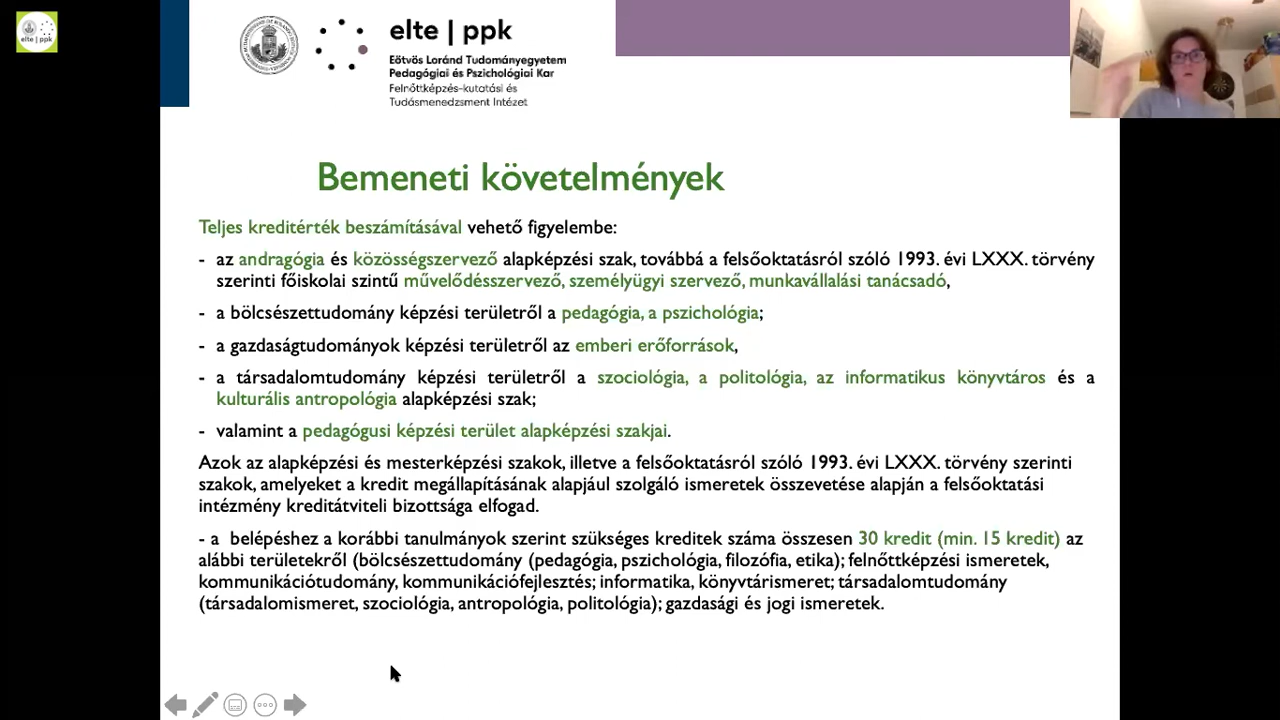 elte | ppk
elte | ppk
Eötvös Loránd Tudományegyetem
Pedagógiai és Pszichológiai Kar
Felnőttképzés-kutatási és
Tudásmenedzsment Intézet
Bemeneti követelmények
Teljes kreditérték beszámításával vehető figyelembe:
- az andragógia és közösségszervező alapképzési szak, továbbá a felsőoktatásról szóló 1993. évi LXXX. törvény
szerinti főiskolai szintű művelődésszervező, személyügyi szervező, munkavállalási tanácsadó,
- a bölcsészettudomány képzési területről a pedagógia, a pszichológia;
- a gazdaságtudományok képzési területről az emberi erőforrások,
- a társadalomtudomány képzési területről a szociológia, a politológia, az informatikus könyvtáros és a
kulturális antropológia alapképzési szak;
- valamint a pedagógusi képzési terület alapképzési szakjai.
Azok az alapképzési és mesterképzési szakok, illetve a felsőoktatásról szóló 1993. évi LXXX. törvény szerinti
szakok, amelyeket a kredit megállapításának alapjául szolgáló ismeretek összevetése alapján a felsőoktatási
intézmény kreditátviteli bizottsága elfogad.
- a belépéshez a korábbi tanulmányok szerint szükséges kreditek száma összesen 30 kredit (min. 15 kredit) az
alábbi területekről (bölcsészettudomány (pedagógia, pszichológia, filozófia, etika); felnőttképzési ismeretek,
kommunikációtudomány, kommunikációfejlesztés; informatika, könyvtárismeret; társadalomtudomány
(társadalomismeret, szociológia, antropológia, politológia); gazdasági és jogi ismeretek.